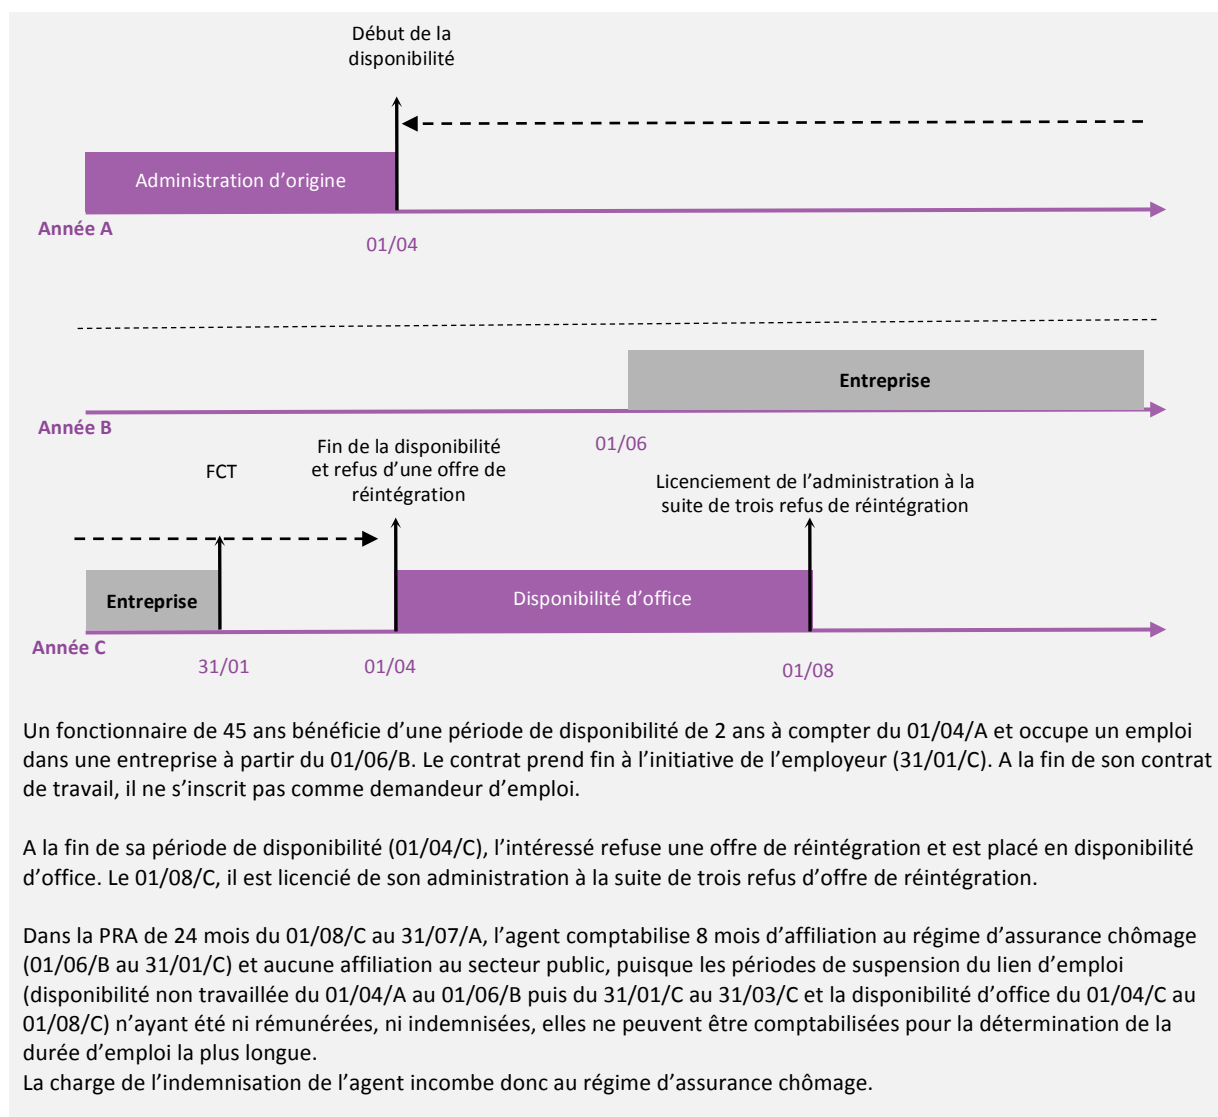 Début de la
disponibilité
Administration d’origine
Année A
01/04
Entreprise
Année B
01/06
FCT
Fin de la disponibilité
et refus d’une offre de
réintégration
Licenciement de l’administration à la
suite de trois refus de réintégration
Entreprise
Disponibilité d’office
Année C
31/01
01/04
01/08
Un fonctionnaire de 45 ans bénéficie d’une période de disponibilité de 2 ans à compter du 01/04/A et occupe un emploi
dans une entreprise à partir du 01/06/B. Le contrat prend fin à l’initiative de l’employeur (31/01/C). A la fin de son contrat
de travail, il ne s’inscrit pas comme demandeur d’emploi.
A la fin de sa période de disponibilité (01/04/C), l’intéressé refuse une offre de réintégration et est placé en disponibilité
d’office. Le 01/08/C, il est licencié de son administration à la suite de trois refus d’offre de réintégration.
Dans la PRA de 24 mois du 01/08/C au 31/07/A, l’agent comptabilise 8 mois d’affiliation au régime d’assurance chômage
(01/06/B au 31/01/C) et aucune affiliation au secteur public, puisque les périodes de suspension du lien d’emploi
(disponibilité non travaillée du 01/04/A au 01/06/B puis du 31/01/C au 31/03/C et la disponibilité d’office du 01/04/C au
01/08/C) n’ayant été ni rémunérées, ni indemnisées, elles ne peuvent être comptabilisées pour la détermination de la
durée d’emploi la plus longue.
La charge de l’indemnisation de l’agent incombe donc au régime d’assurance chômage.